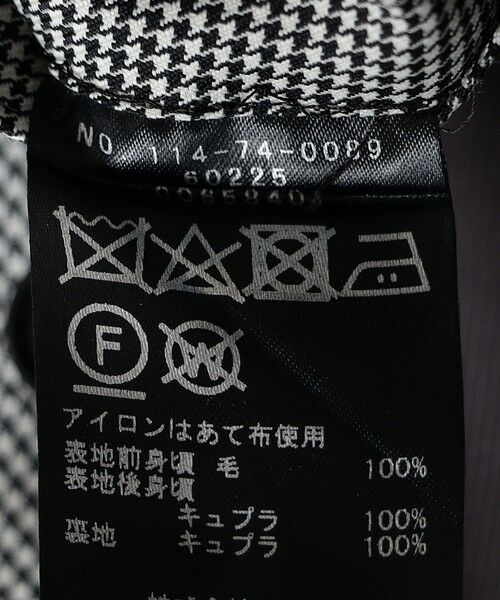 NO 114-74-0089
60225
F
W
アイロンはあて布使用
表地前身頃 毛 100%
表地後身頃
キュプラ 100%
裏地 キュプラ 100%